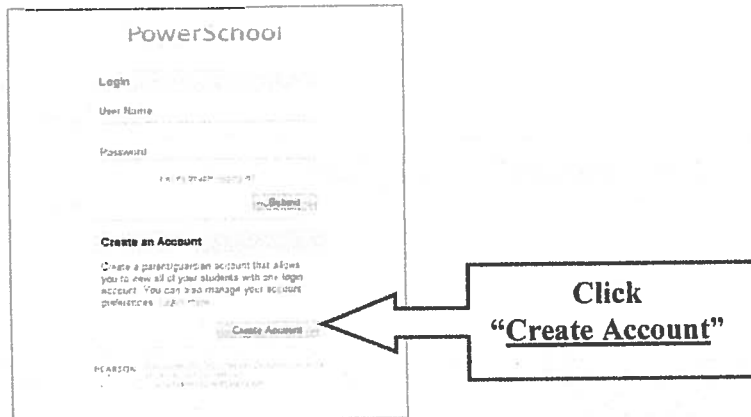 PowerSchool
Login
User Name
Password
Submit
Create an Account
Create a parent/guardian account that allows
you to view all of your students with one login
account. You can also manage your account
preferences. Learn more
Create Account
PEARSON
Click
“Create Account”